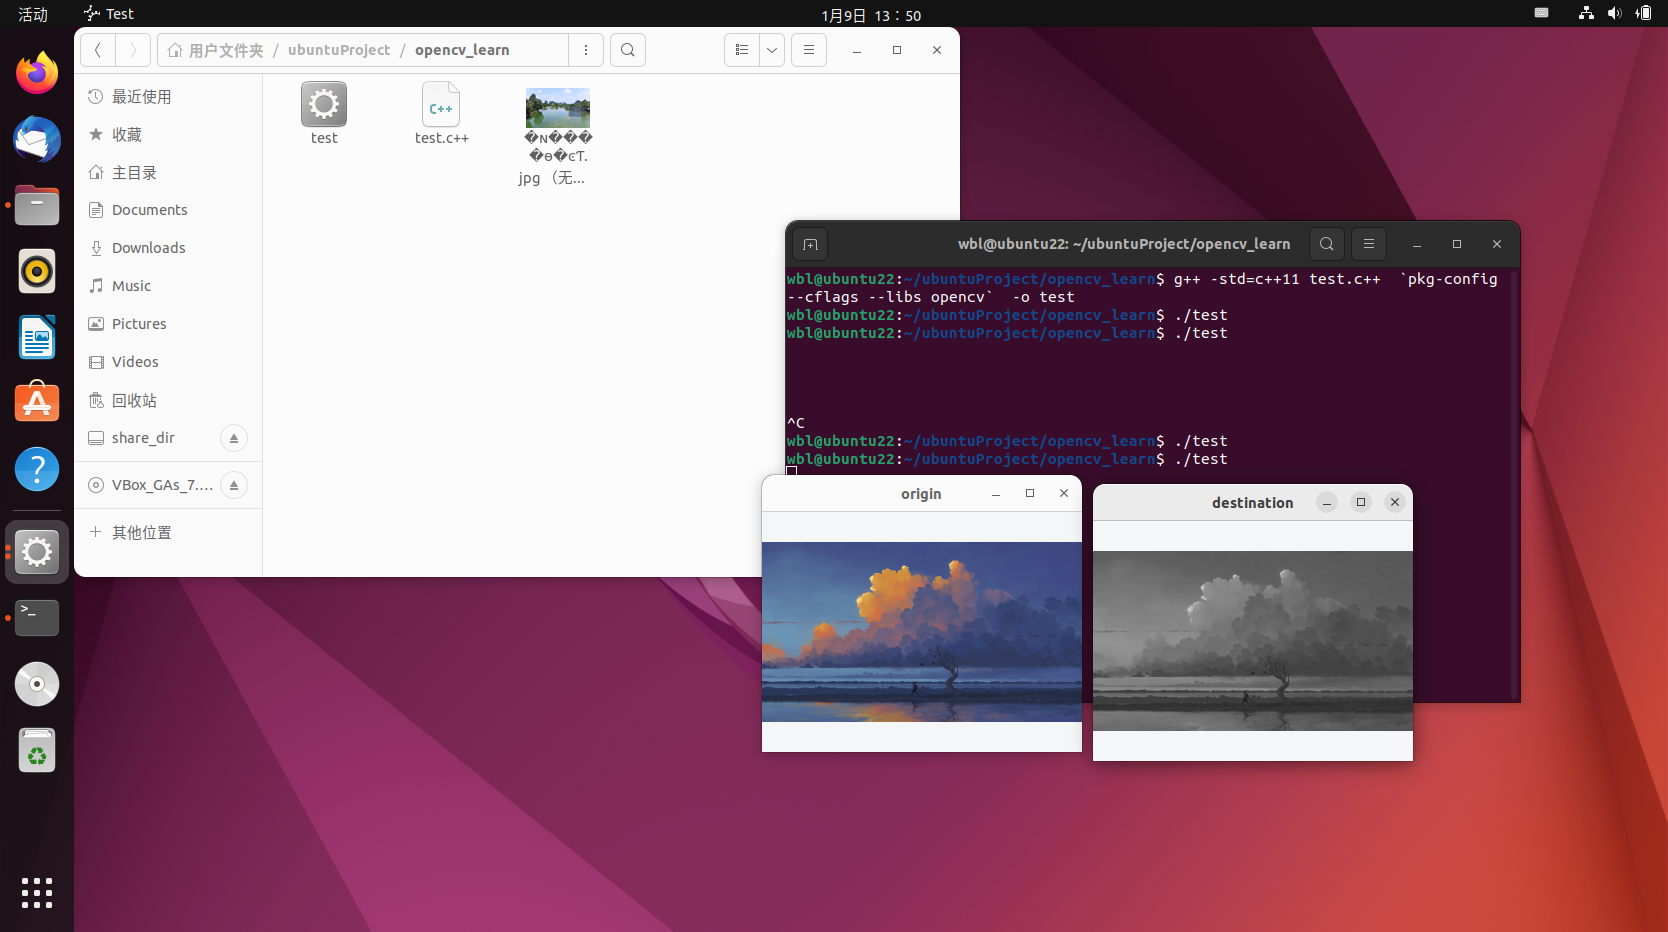 活动
Test
1月9日 13：50
用户文件夹 / ubuntuProject / opencv_learn
最近使用
收藏
主目录
Documents
Downloads
Music
Pictures
Videos
回收站
share_dir
VBox_GAs_7....
其他位置
test
test.c++
�ɴ���
�ɵ�ͼƬ.
jpg （无...
wbl@ubuntu22: ~/ubuntuProject/opencv_learn
wbl@ubuntu22:~/ubuntuProject/opencv_learn$ g++ -std=c++11 test.c++  `pkg-config
--cflags --libs opencv`  -o test
wbl@ubuntu22:~/ubuntuProject/opencv_learn$ ./test
wbl@ubuntu22:~/ubuntuProject/opencv_learn$ ./test
^C
wbl@ubuntu22:~/ubuntuProject/opencv_learn$ ./test
wbl@ubuntu22:~/ubuntuProject/opencv_learn$ ./test
origin
destination